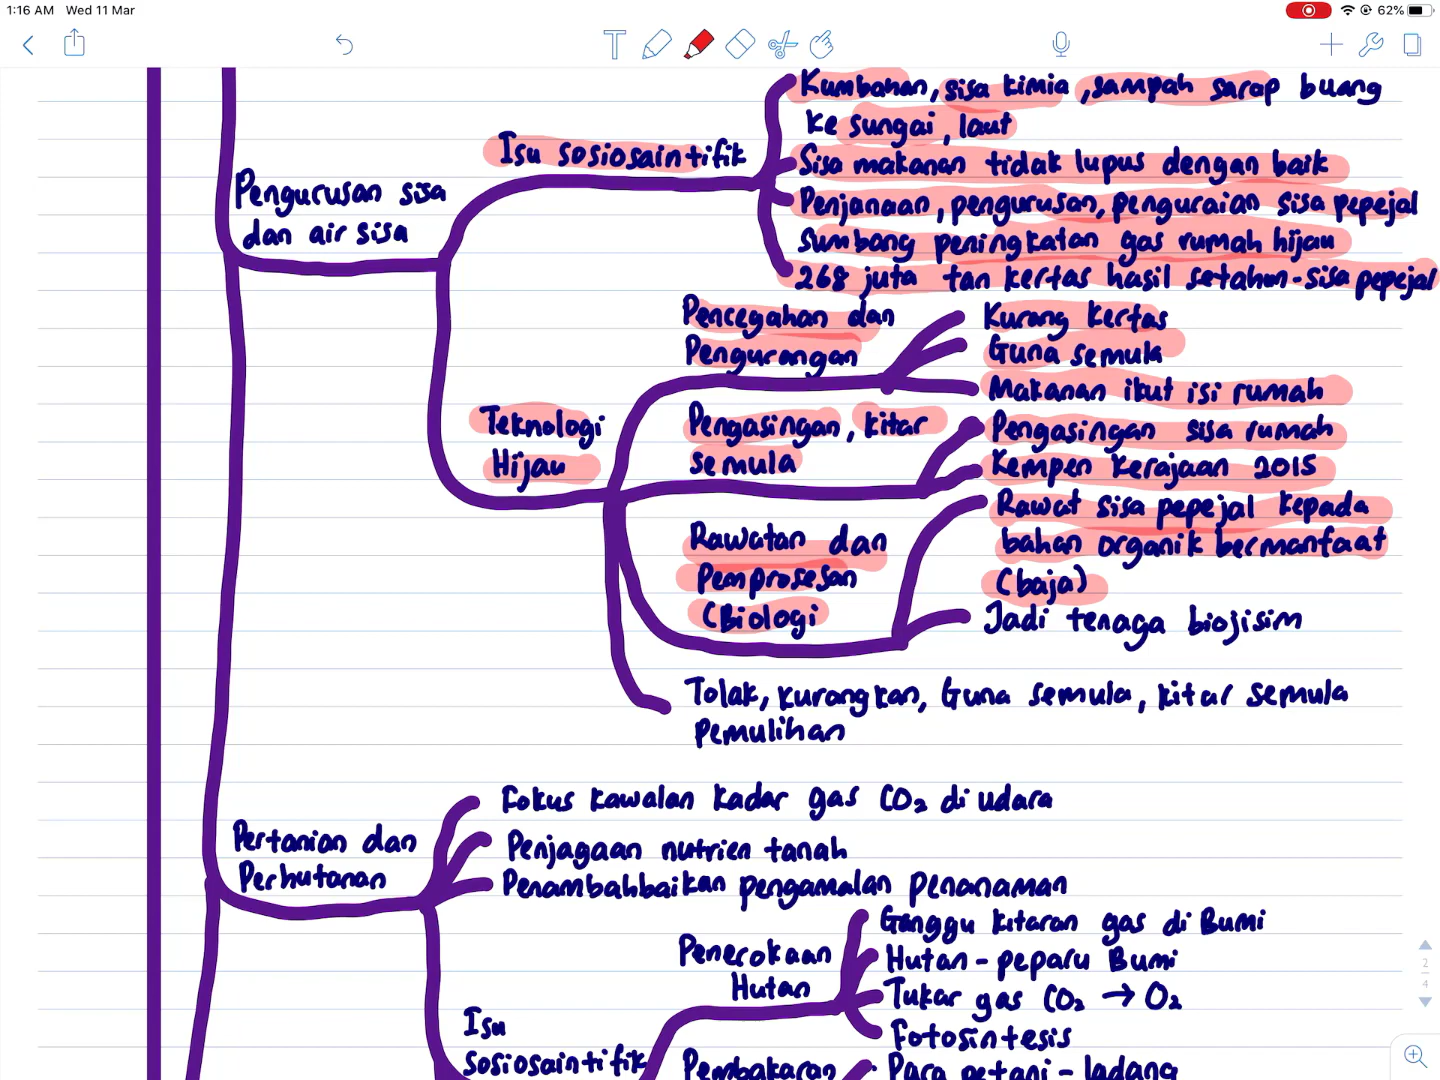 1:16 AM Wed 11 Mar
62%
Kumbahan, sisa kimia, sampah sarap buang
ke sungai, laut
Isu sosiosaintifik
Sisa makanan tidak lupus dengan baik
Pengurusan sisa
dan air sisa
Penjanaan, pengurusan, penguraian sisa pepejal
sumbang peningkatan gas rumah hijau
268 juta tan kertas hasil setahun - sisa pepejal
Pencegahan dan
Pengurangan
Kurang kertas
Guna semula
Makanan ikut isi rumah
Teknologi
Hijau
Pengasingan, kitar
semula
Pengasingan sisa rumah
Kempen Kerajaan 2015
Rawatan dan
Pemprosesan
(Biologi
Rawat sisa pepejal kepada
bahan organik bermanfaat
(baja)
Jadi tenaga biojisim
Tolak, kurangkan, Guna semula, kitar semula
pemulihan
Fokus kawalan kadar gas CO₂ di udara
Pertanian dan
Perhutanan
Penjagaan nutrien tanah
Penambahbaikan pengamalan penanaman
Penerokaan
Hutan
Ganggu kitaran gas di Bumi
Hutan - peparu Bumi
Tukar gas CO₂ → O₂
Fotosintesis
Isu
sosiosaintifik
Pembakaran
Para petani - ladang
2
4